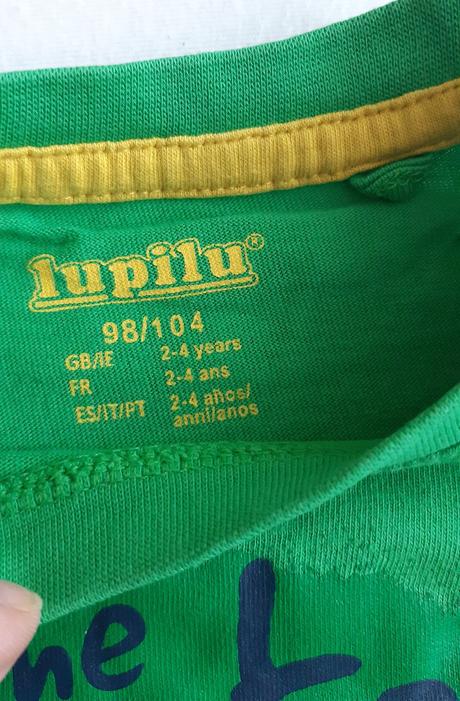 lupilu®
98/104
GB/IE 2-4 years
FR 2-4 ans
ES/IT/PT 2-4 años/
anni/anos
he L